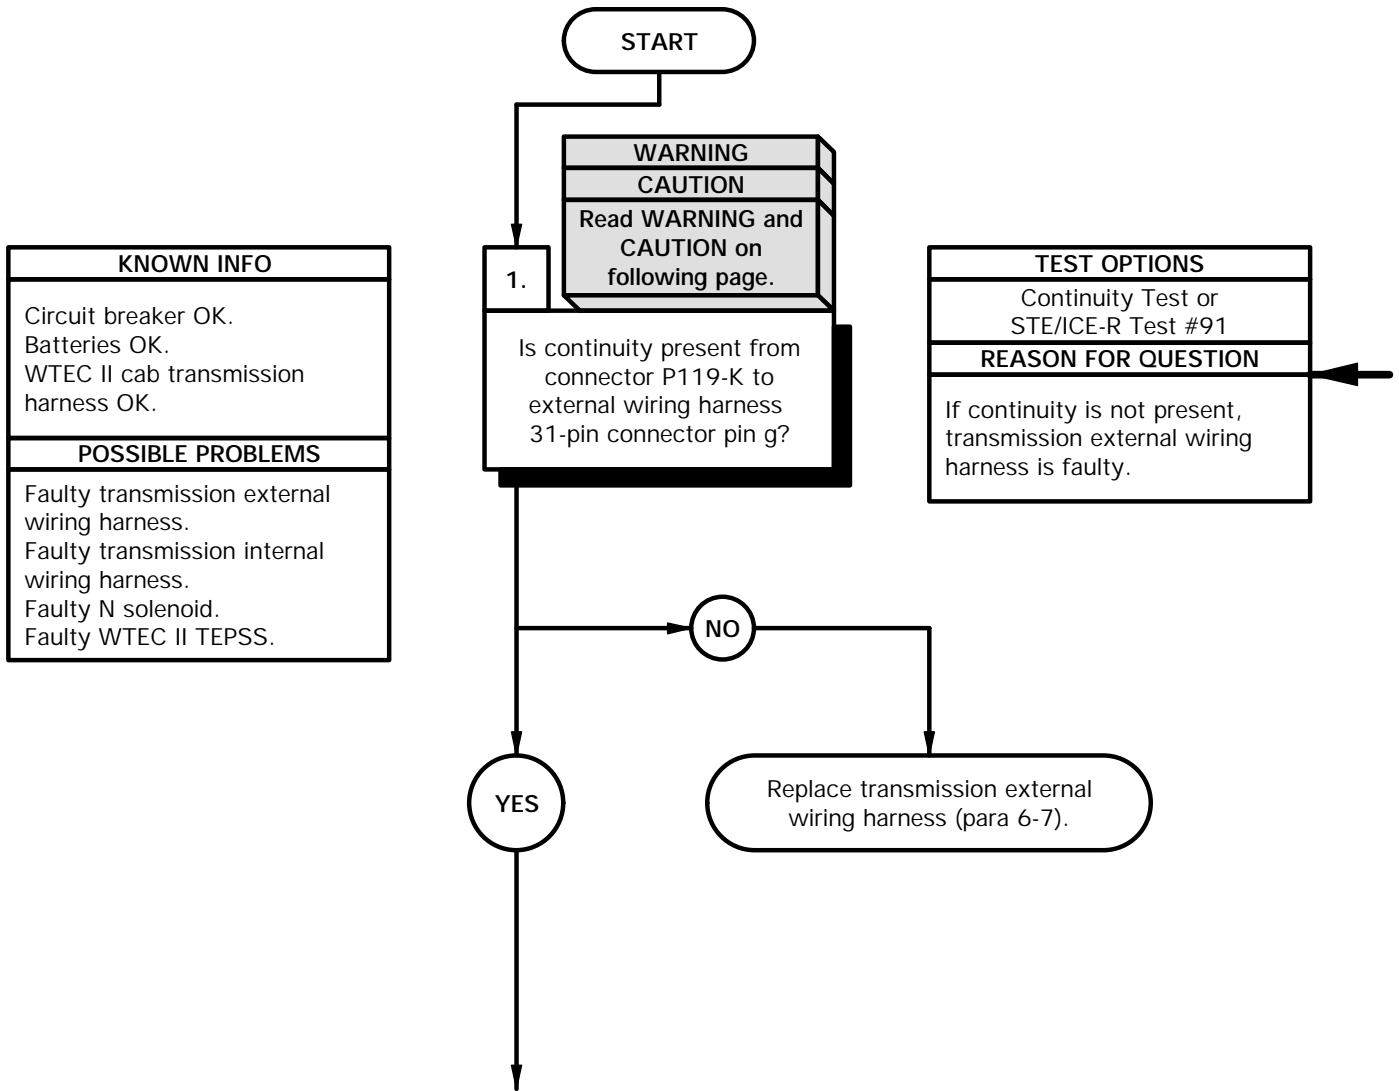 START
WARNING
CAUTION
Read WARNING and
CAUTION on
following page.
KNOWN INFO
Circuit breaker OK.
Batteries OK.
WTEC II cab transmission
harness OK.
POSSIBLE PROBLEMS
Faulty transmission external
wiring harness.
Faulty transmission internal
wiring harness.
Faulty N solenoid.
Faulty WTEC II TEPSS.
1.
Is continuity present from
connector P119-K to
external wiring harness
31-pin connector pin g?
TEST OPTIONS
Continuity Test or
STE/ICE-R Test #91
REASON FOR QUESTION
If continuity is not present,
transmission external wiring
harness is faulty.
NO
YES
Replace transmission external
wiring harness (para 6-7).